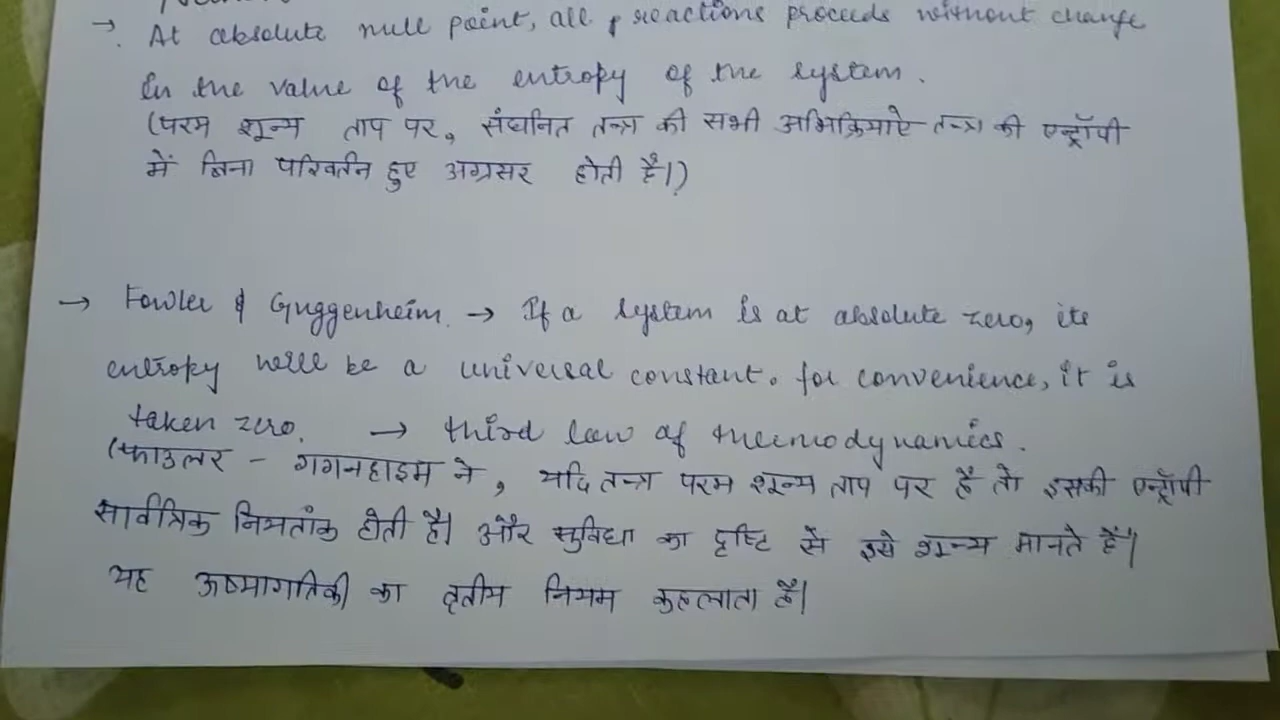 → At absolute null point, all reactions proceeds without change
in the value of the entropy of the system.
(परम शून्य ताप पर, संघनित तन्त्र की सभी अभिक्रियाऐ तन्त्र की एन्ट्रॉपी
में बिना परिवर्तन हुए अग्रसर होती है।)
→ Fowler & Guggenheim. → If a system is at absolute zero, its
entropy will be a universal constant. for convenience, it is
taken zero. → third law of thermodynamics.
(फाउलर - गगनहाइम ने, यदि तन्त्र परम शून्य ताप पर है तो इसकी एन्ट्रॉपी
सार्वत्रिक नियतांक होती है। और सुविधा का दृष्टि से इसे शून्य मानते हैं।
यह ऊष्मागतिकी का तृतीय नियम कहलाता है।